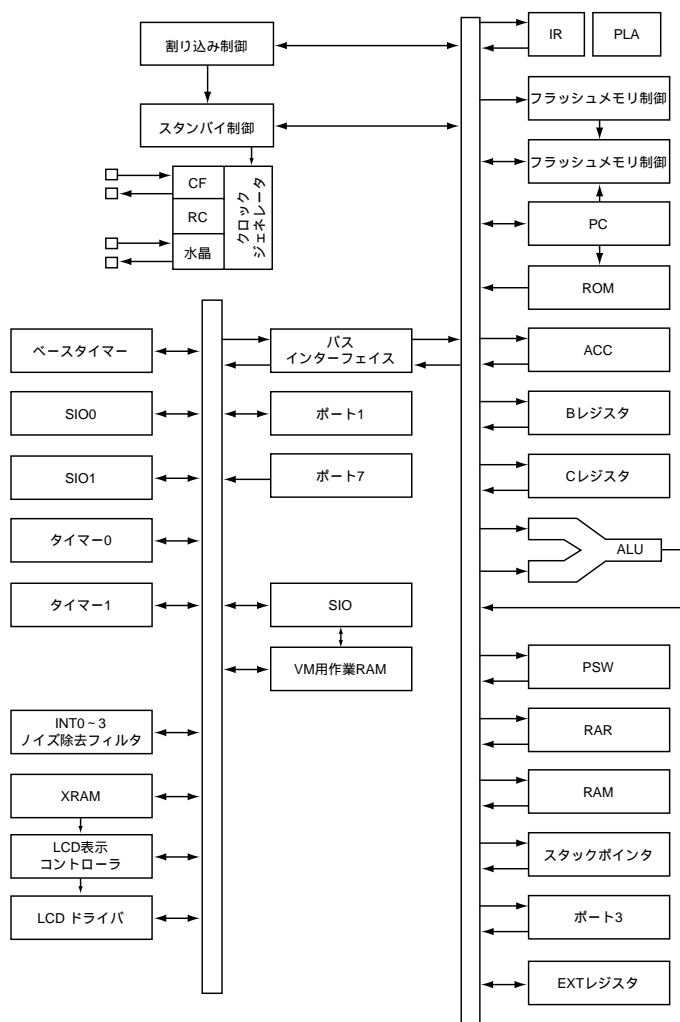 割り込み制御
スタンバイ制御
CF
RC
水晶
クロック
ジェネレータ
IR
PLA
フラッシュメモリ制御
フラッシュメモリ制御
PC
ROM
ベースタイマー
バス
インターフェイス
ACC
SIO0
ポート1
Bレジスタ
SIO1
ポート7
Cレジスタ
タイマー0
ALU
タイマー1
SIO
VM用作業RAM
PSW
INT0~3
ノイズ除去フィルタ
RAR
XRAM
RAM
LCD表示
コントローラ
スタックポインタ
LCD ドライバ
ポート3
EXTレジスタ